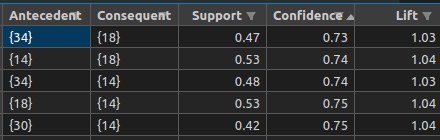 Antecedent Consequent Support Confidence Lift
{34} {18} 0.47 0.73 1.03
{14} {18} 0.53 0.74 1.04
{34} {14} 0.48 0.74 1.03
{18} {14} 0.53 0.75 1.04
{30} {14} 0.42 0.75 1.04